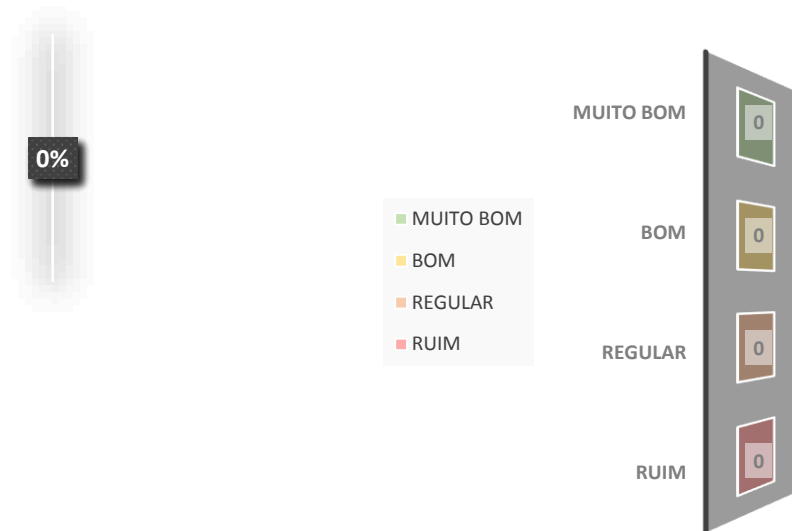 0%
MUITO BOM
BOM
REGULAR
RUIM
MUITO BOM 0
BOM 0
REGULAR 0
RUIM 0